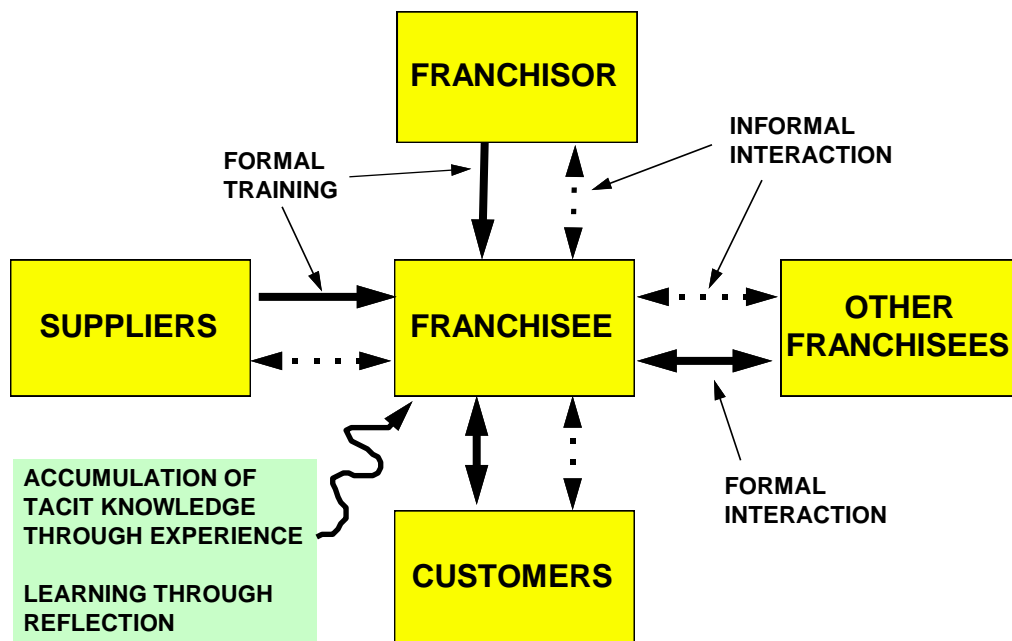 FRANCHISOR
INFORMAL
INTERACTION
FORMAL
TRAINING
SUPPLIERS
FRANCHISEE
OTHER
FRANCHISEES
ACCUMULATION OF
TACIT KNOWLEDGE
THROUGH EXPERIENCE
LEARNING THROUGH
REFLECTION
FORMAL
INTERACTION
CUSTOMERS